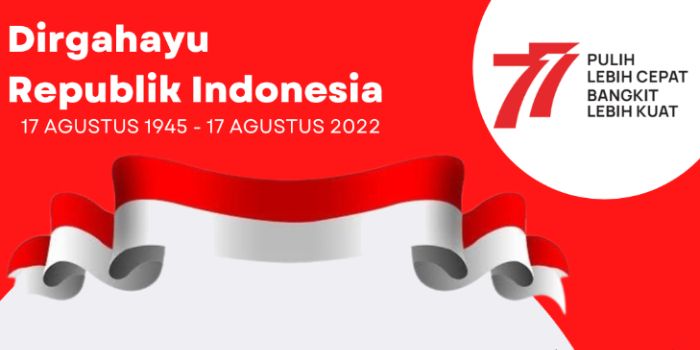 Dirgahayu
Republik Indonesia
17 AGUSTUS 1945 - 17 AGUSTUS 2022
77
PULIH
LEBIH CEPAT
BANGKIT
LEBIH KUAT